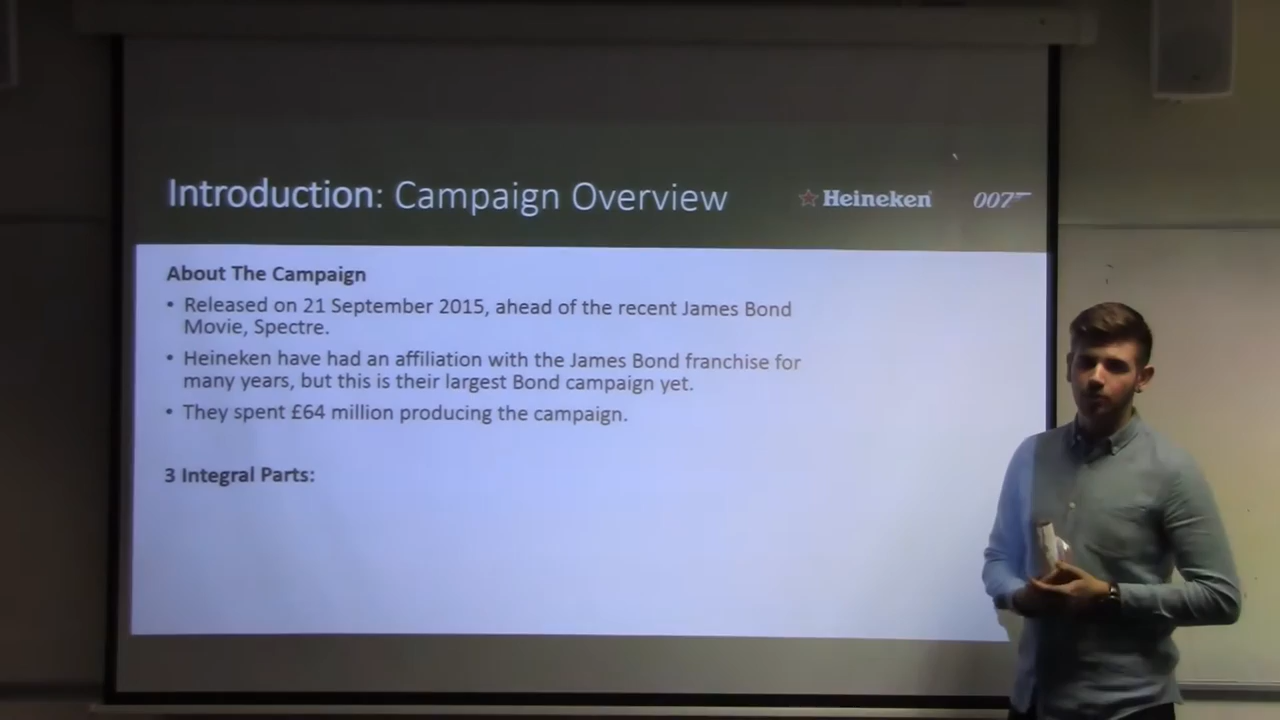 Introduction: Campaign Overview
Heineken
007
About The Campaign
• Released on 21 September 2015, ahead of the recent James Bond
Movie, Spectre.
• Heineken have had an affiliation with the James Bond franchise for
many years, but this is their largest Bond campaign yet.
• They spent £64 million producing the campaign.
3 Integral Parts: